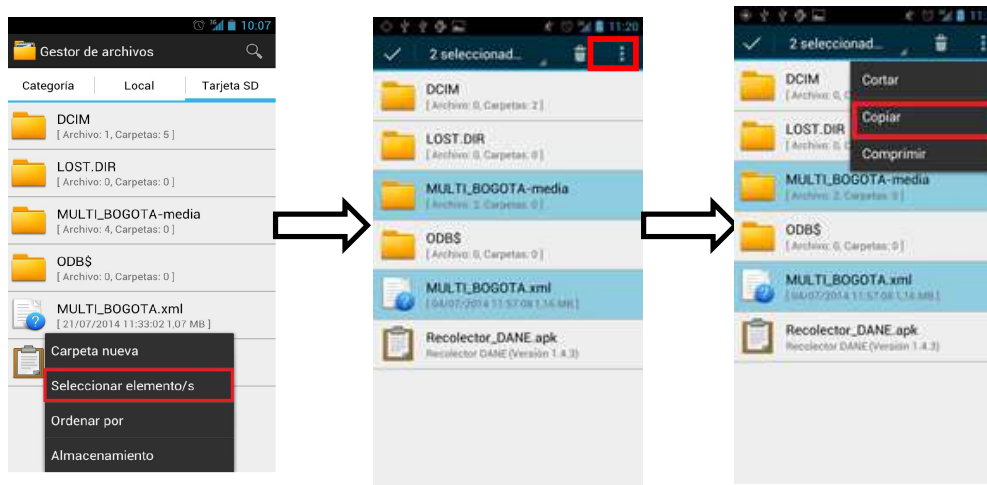 10:07
Gestor de archivos
Categoría Local Tarjeta SD
DCIM
[ Archivo: 1, Carpetas: 5 ]
LOST.DIR
[ Archivo: 0, Carpetas: 0 ]
MULTI_BOGOTA-media
[ Archivo: 4, Carpetas: 0 ]
ODB$
[ Archivo: 0, Carpetas: 0 ]
MULTI_BOGOTA.xml
[ 21/07/2014 11:33:02 1,07 MB ]
Carpeta nueva
Seleccionar elemento/s
Ordenar por
Almacenamiento
11:20
2 seleccionad...
DCIM
[ Archivo: 0, Carpetas: 2 ]
LOST.DIR
[ Archivo: 0, Carpetas: 0 ]
MULTI_BOGOTA-media
[ Archivo: 2, Carpetas: 0 ]
ODB$
[ Archivo: 0, Carpetas: 0 ]
MULTI_BOGOTA.xml
[ 04/07/2014 11:57:08 1,16 MB ]
Recolector_DANE.apk
Recolector DANE (Versión 1.4.3)
2 seleccionad...
Cortar
Copiar
Comprimir
DCIM
[ Archivo: 0,
LOST.DIR
[ Archivo: 0,
MULTI_BOGOTA-media
[ Archivo: 2, Carpetas: 0 ]
ODB$
[ Archivo: 0, Carpetas: 0 ]
MULTI_BOGOTA.xml
[ 04/07/2014 11:57:08 1,16 MB ]
Recolector_DANE.apk
Recolector DANE (Versión 1.4.3)